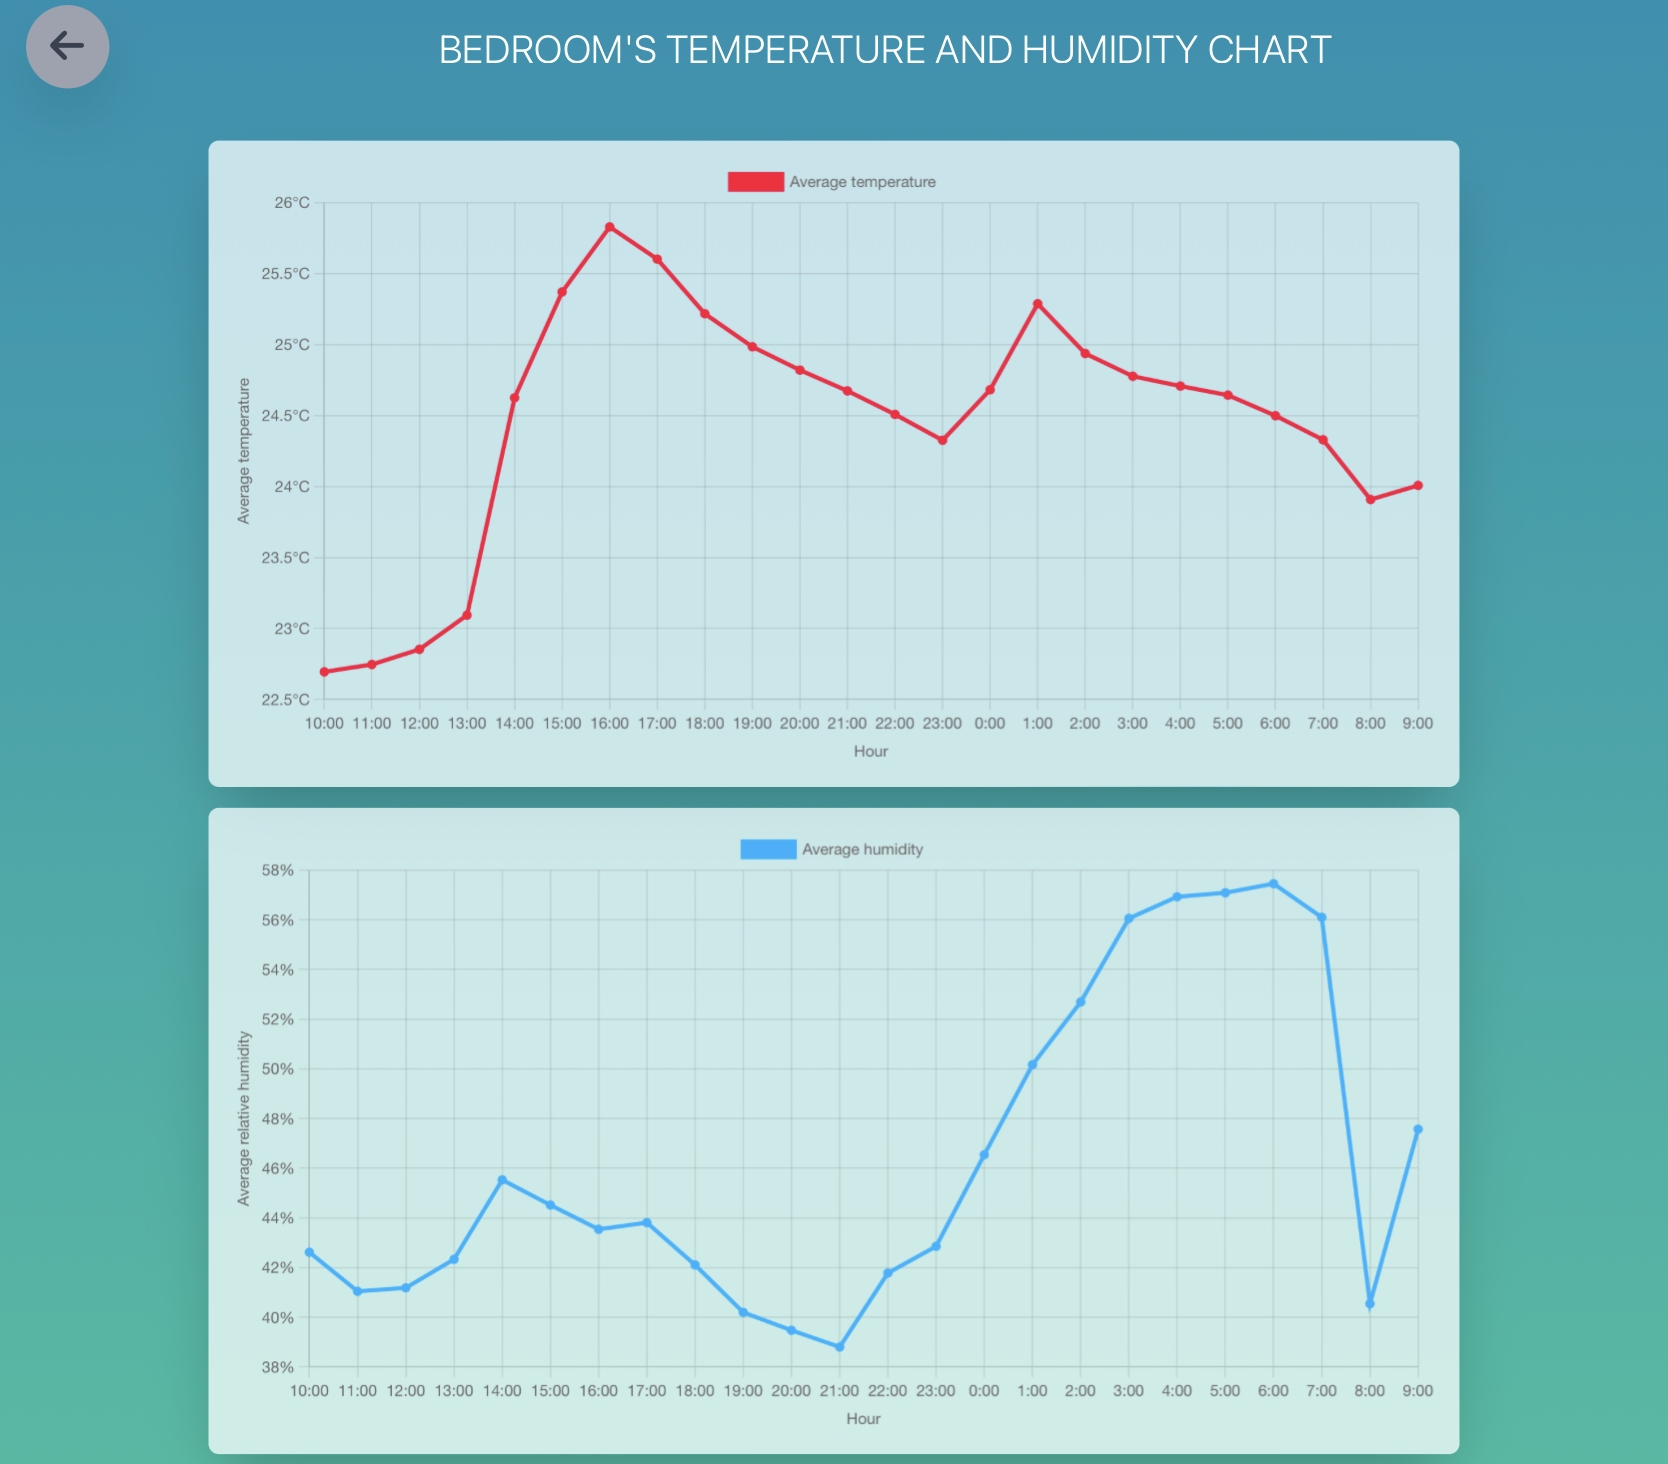 BEDROOM'S TEMPERATURE AND HUMIDITY CHART
Average temperature
26°C
25.5°C
25°C
24.5°C
24°C
23.5°C
23°C
22.5°C
Average temperature
10:00 11:00 12:00 13:00 14:00 15:00 16:00 17:00 18:00 19:00 20:00 21:00 22:00 23:00 0:00 1:00 2:00 3:00 4:00 5:00 6:00 7:00 8:00 9:00
Hour
Average humidity
58%
56%
54%
52%
50%
48%
46%
44%
42%
40%
38%
Average relative humidity
10:00 11:00 12:00 13:00 14:00 15:00 16:00 17:00 18:00 19:00 20:00 21:00 22:00 23:00 0:00 1:00 2:00 3:00 4:00 5:00 6:00 7:00 8:00 9:00
Hour